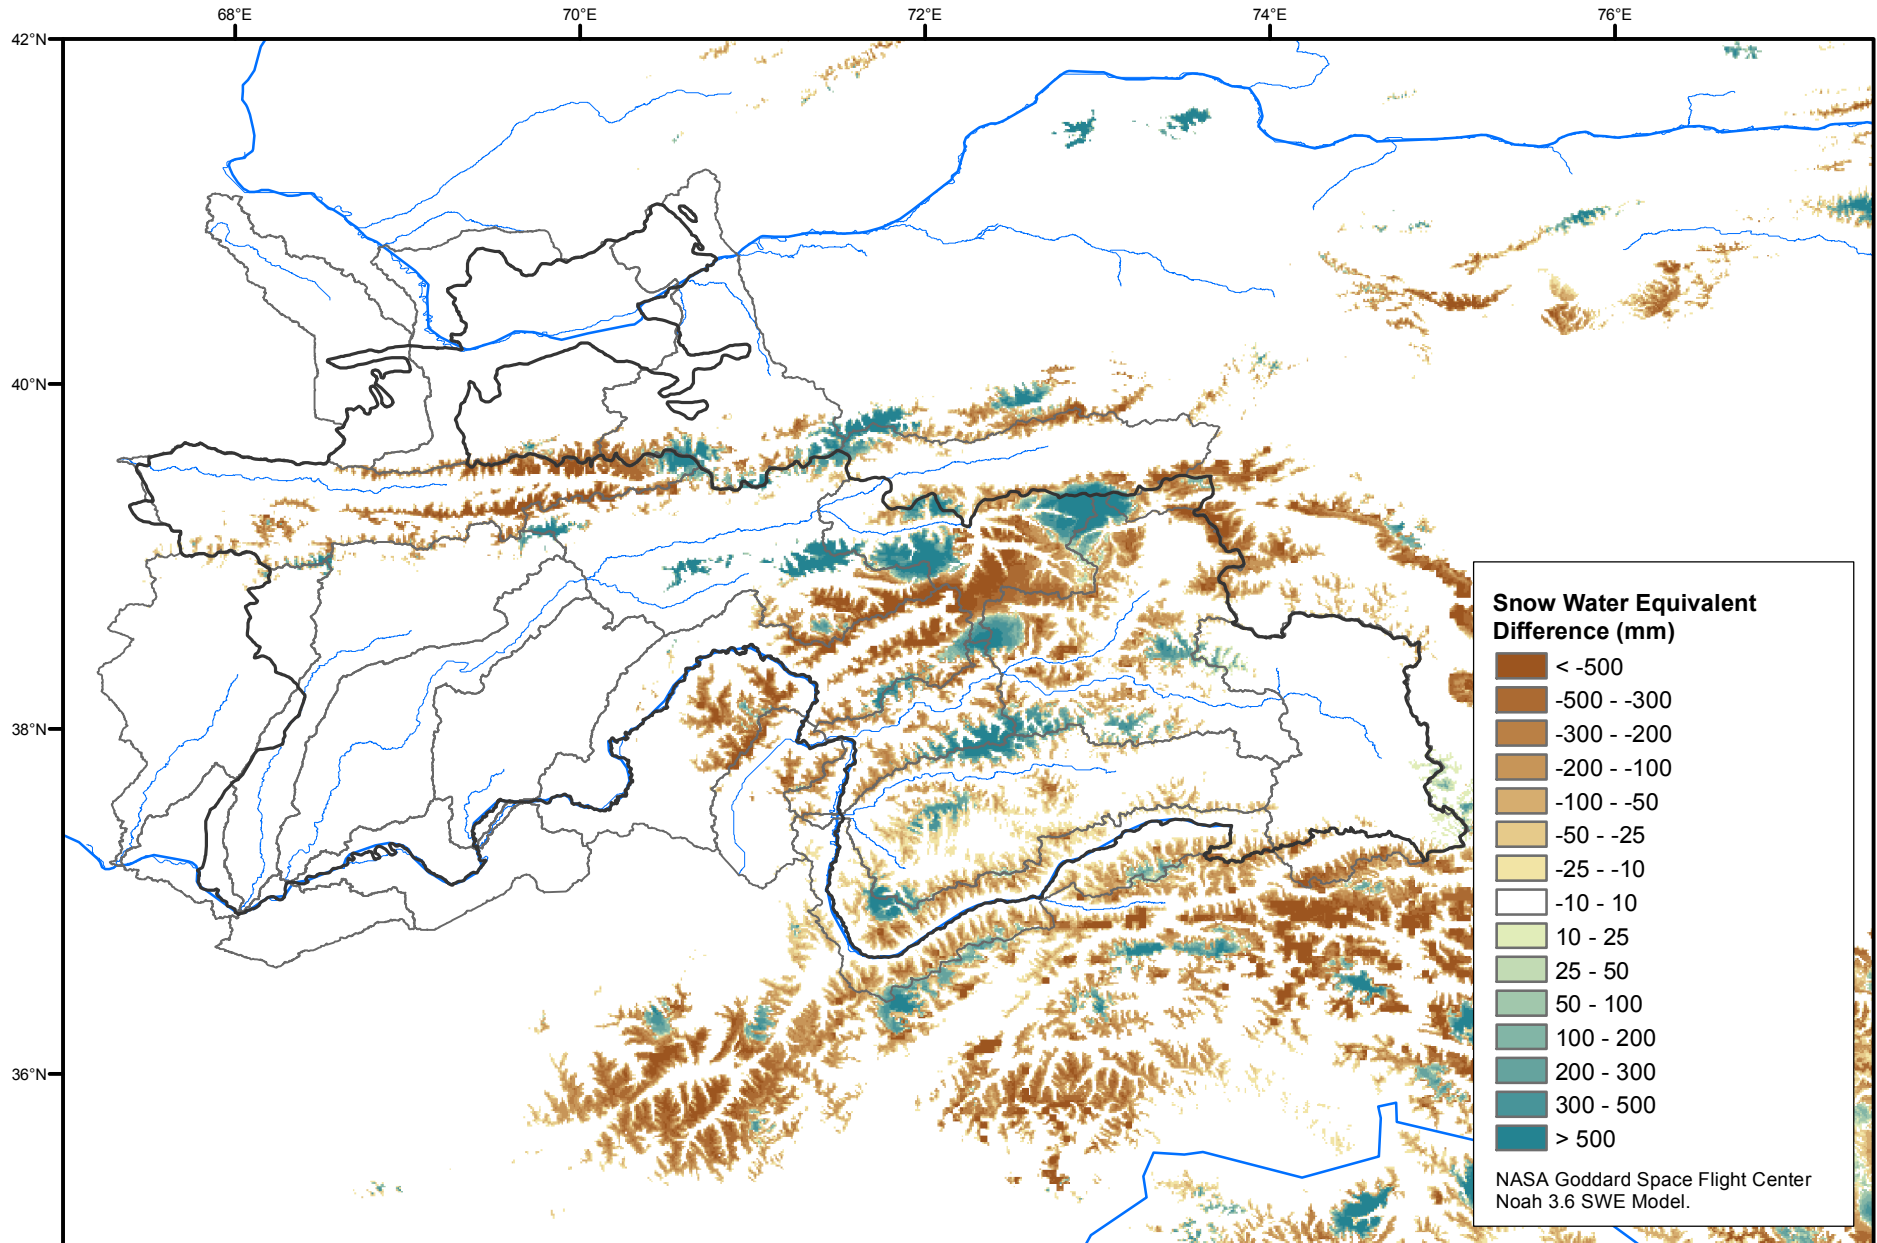 68°E
70°E
72°E
74°E
76°E
42°N
40°N
38°N
36°N
Snow Water Equivalent
Difference (mm)
< -500
-500 - -300
-300 - -200
-200 - -100
-100 - -50
-50 - -25
-25 - -10
-10 - 10
10 - 25
25 - 50
50 - 100
100 - 200
200 - 300
300 - 500
> 500
NASA Goddard Space Flight Center
Noah 3.6 SWE Model.